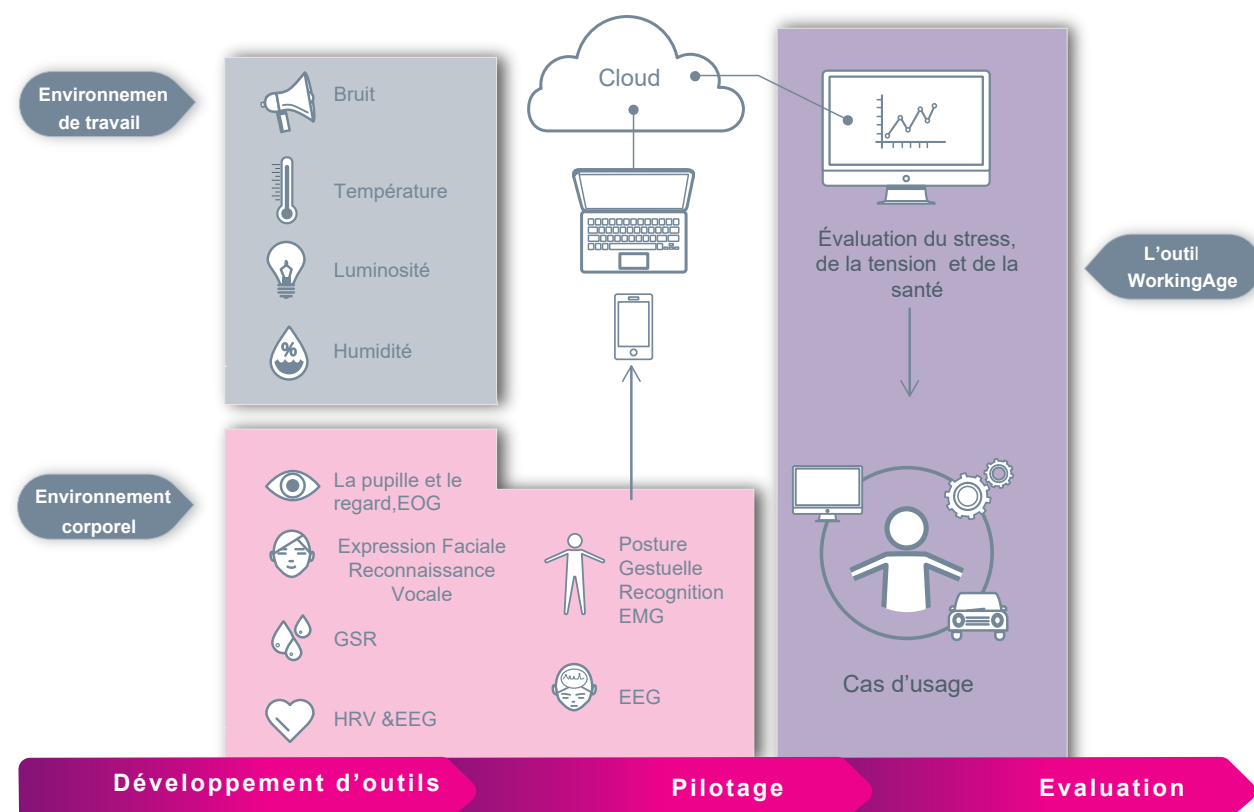 Environnemen
de travail
Bruit
Température
Luminosité
%
Humidité
Cloud
Évaluation du stress,
de la tension et de la
santé
L'outil
WorkingAge
Environnement
corporel
La pupille et le
regard,EOG
Expression Faciale
Reconnaissance
Vocale
GSR
HRV &EEG
Posture
Gestuelle
Recognition
EMG
EEG
Cas d'usage
Développement d'outils
Pilotage
Evaluation